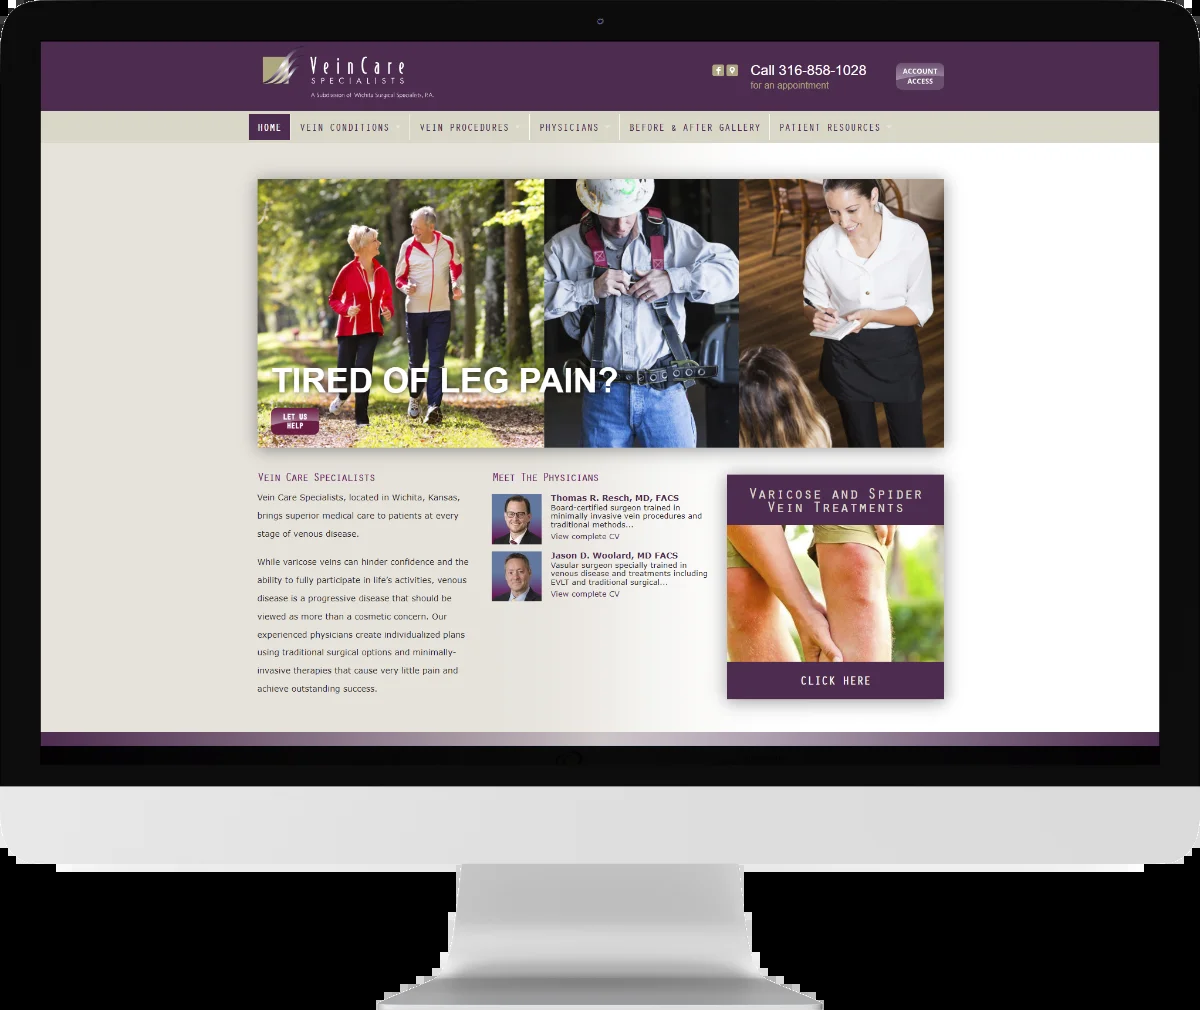 VeinCare
SPECIALISTS
A Subdivision of Wichita Surgical Specialists, P.A.
Call 316-858-1028
for an appointment
ACCOUNT
ACCESS
HOME
VEIN CONDITIONS
VEIN PROCEDURES
PHYSICIANS
BEFORE & AFTER GALLERY
PATIENT RESOURCES
TIRED OF LEG PAIN?
LET US
HELP
VEIN CARE SPECIALISTS
Vein Care Specialists, located in Wichita, Kansas,
brings superior medical care to patients at every
stage of venous disease.
While varicose veins can hinder confidence and the
ability to fully participate in life's activities, venous
disease is a progressive disease that should be
viewed as more than a cosmetic concern. Our
experienced physicians create individualized plans
using traditional surgical options and minimally-
invasive therapies that cause very little pain and
achieve outstanding success.
MEET THE PHYSICIANS
Thomas R. Resch, MD, FACS
Board-certified surgeon trained in
minimally invasive vein procedures and
traditional methods...
View complete CV
Jason D. Woolard, MD FACS
Vasular surgeon specially trained in
venous disease and treatments including
EVLT and traditional surgical...
View complete CV
VARICOSE AND SPIDER
VEIN TREATMENTS
CLICK HERE